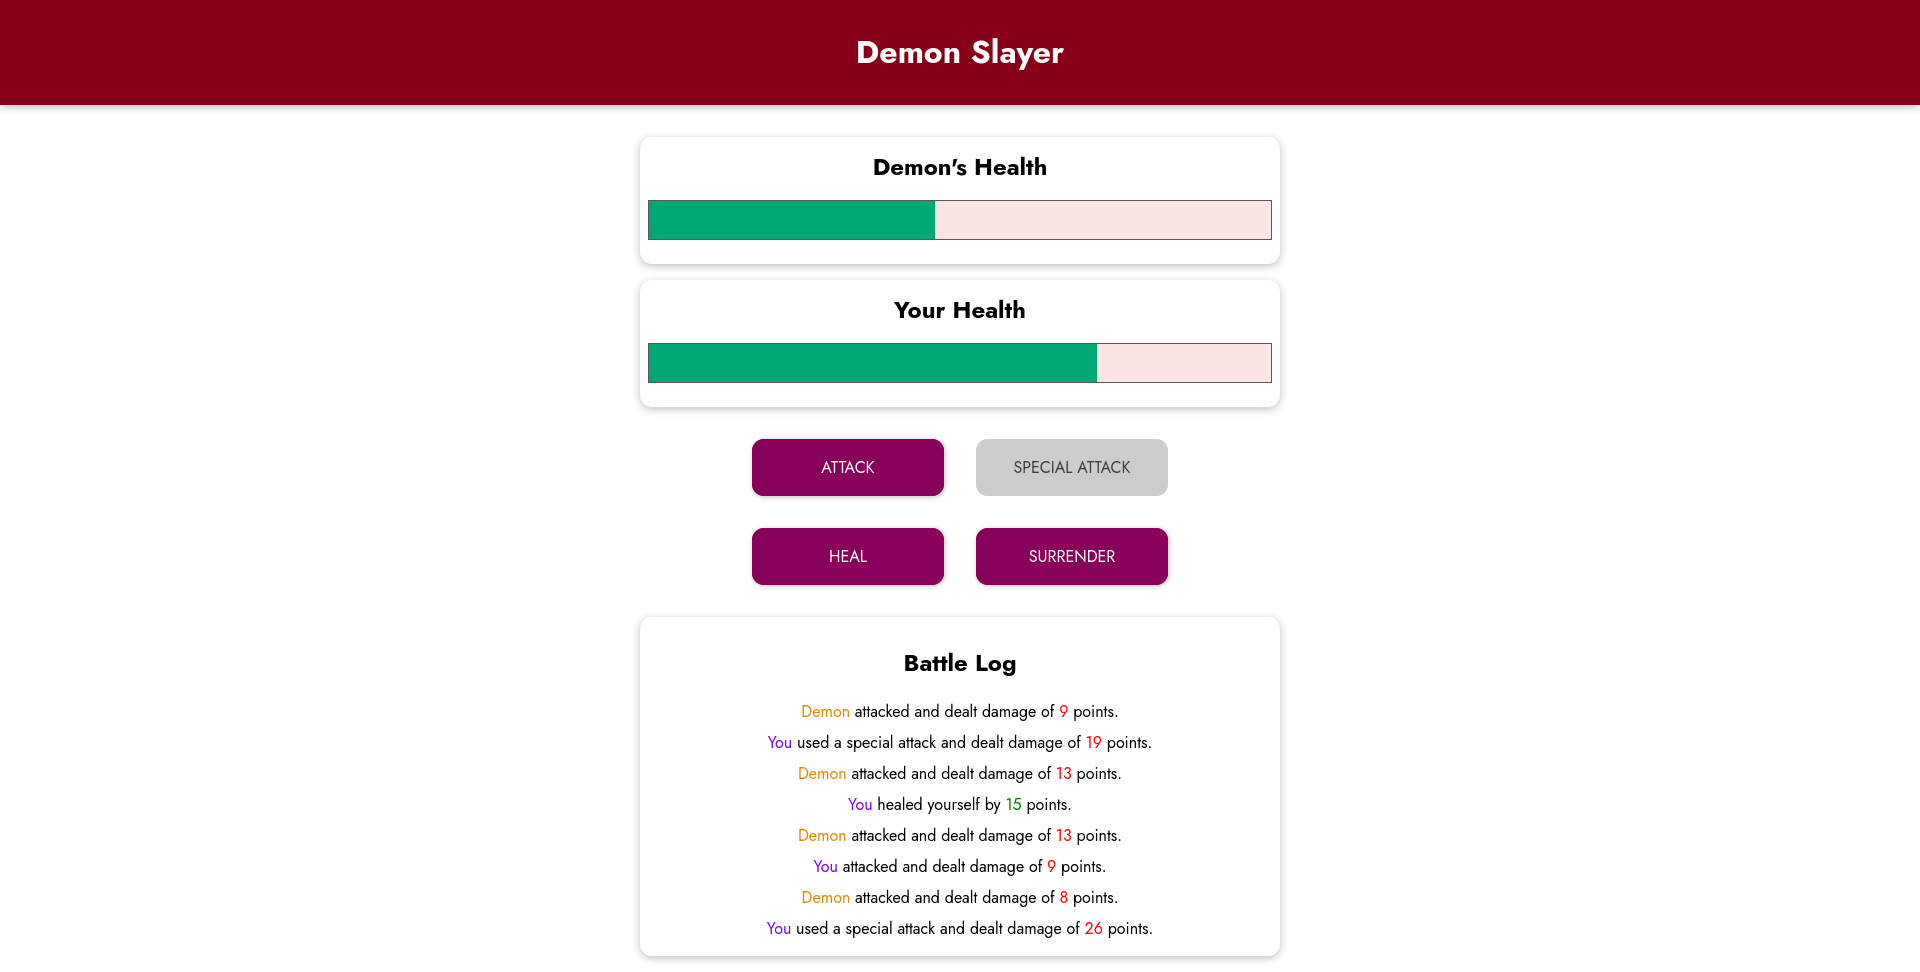 Demon Slayer
Demon's Health
Your Health
ATTACK
SPECIAL ATTACK
HEAL
SURRENDER
Battle Log
Demon attacked and dealt damage of 9 points.
You used a special attack and dealt damage of 19 points.
Demon attacked and dealt damage of 13 points.
You healed yourself by 15 points.
Demon attacked and dealt damage of 13 points.
You attacked and dealt damage of 9 points.
Demon attacked and dealt damage of 8 points.
You used a special attack and dealt damage of 26 points.